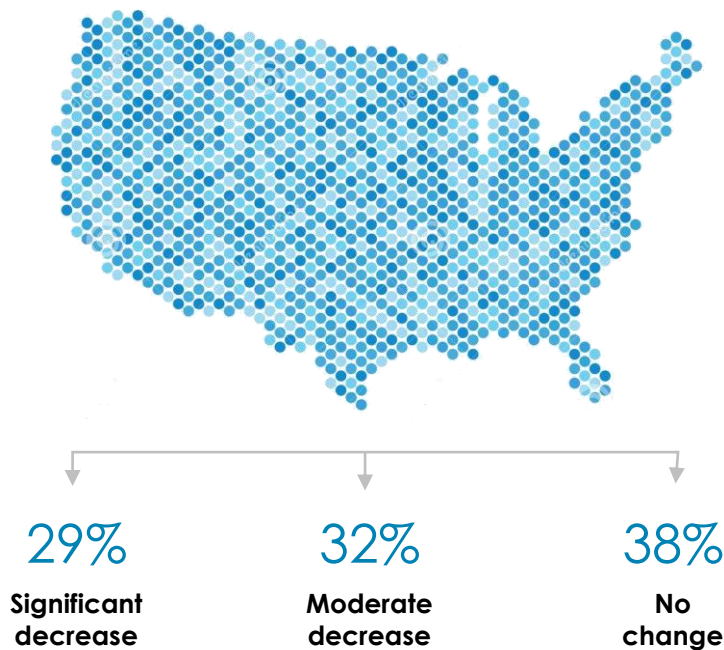 29%
32%
38%
Significant
decrease
Moderate
decrease
No
change